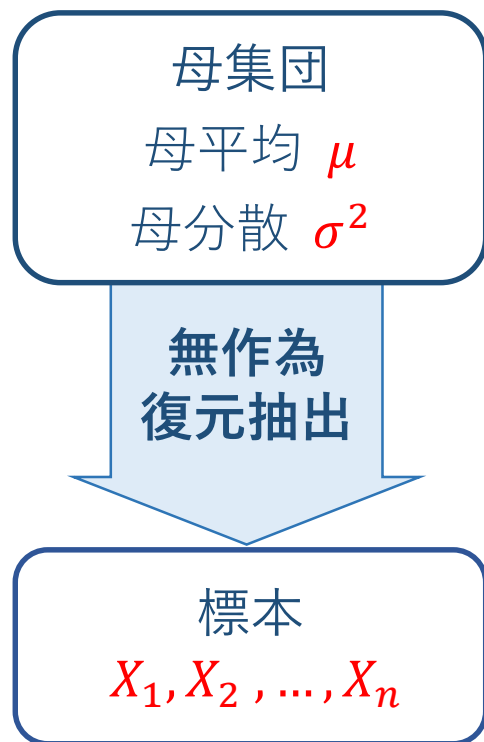 母集団
母平均 μ
母分散 σ²
無作為
復元抽出
標本
X₁, X₂ , … , Xₙ